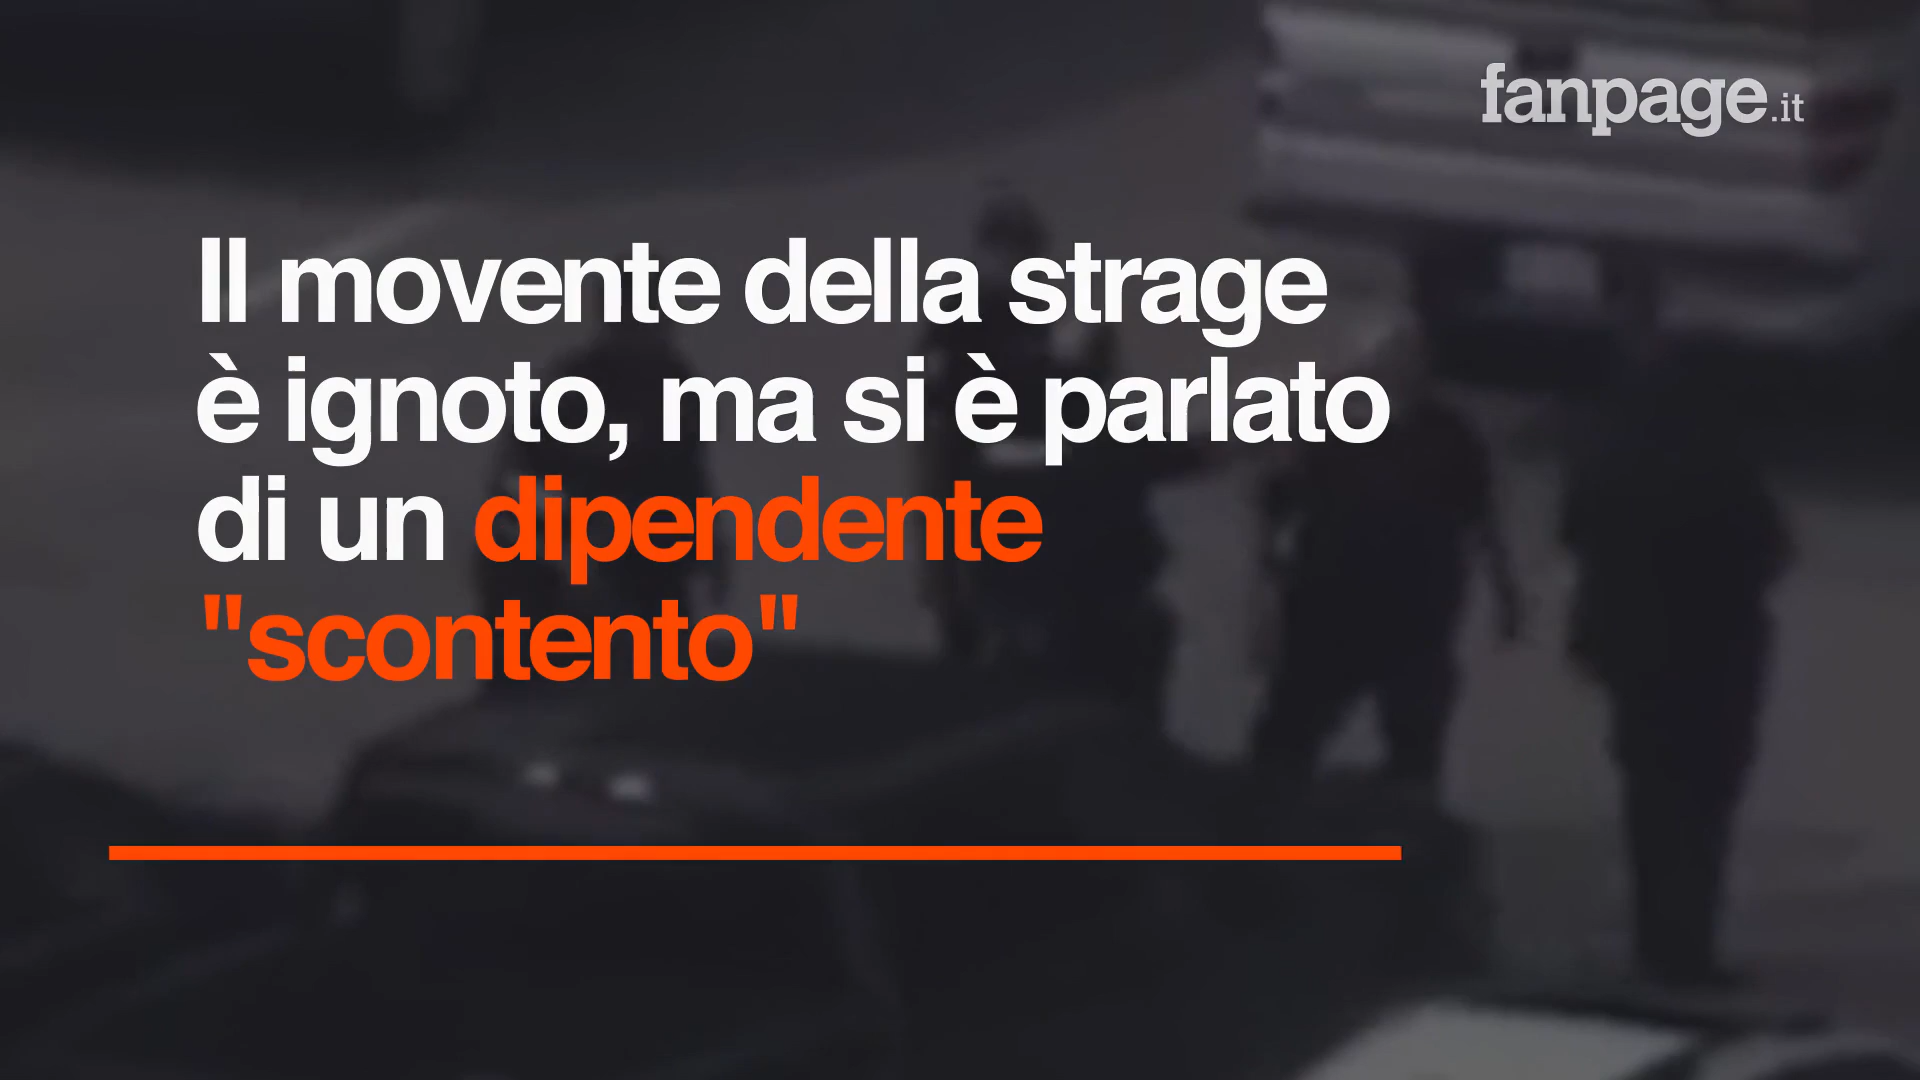 fanpage.it
Il movente della strage
è ignoto, ma si è parlato
di un dipendente
"scontento"